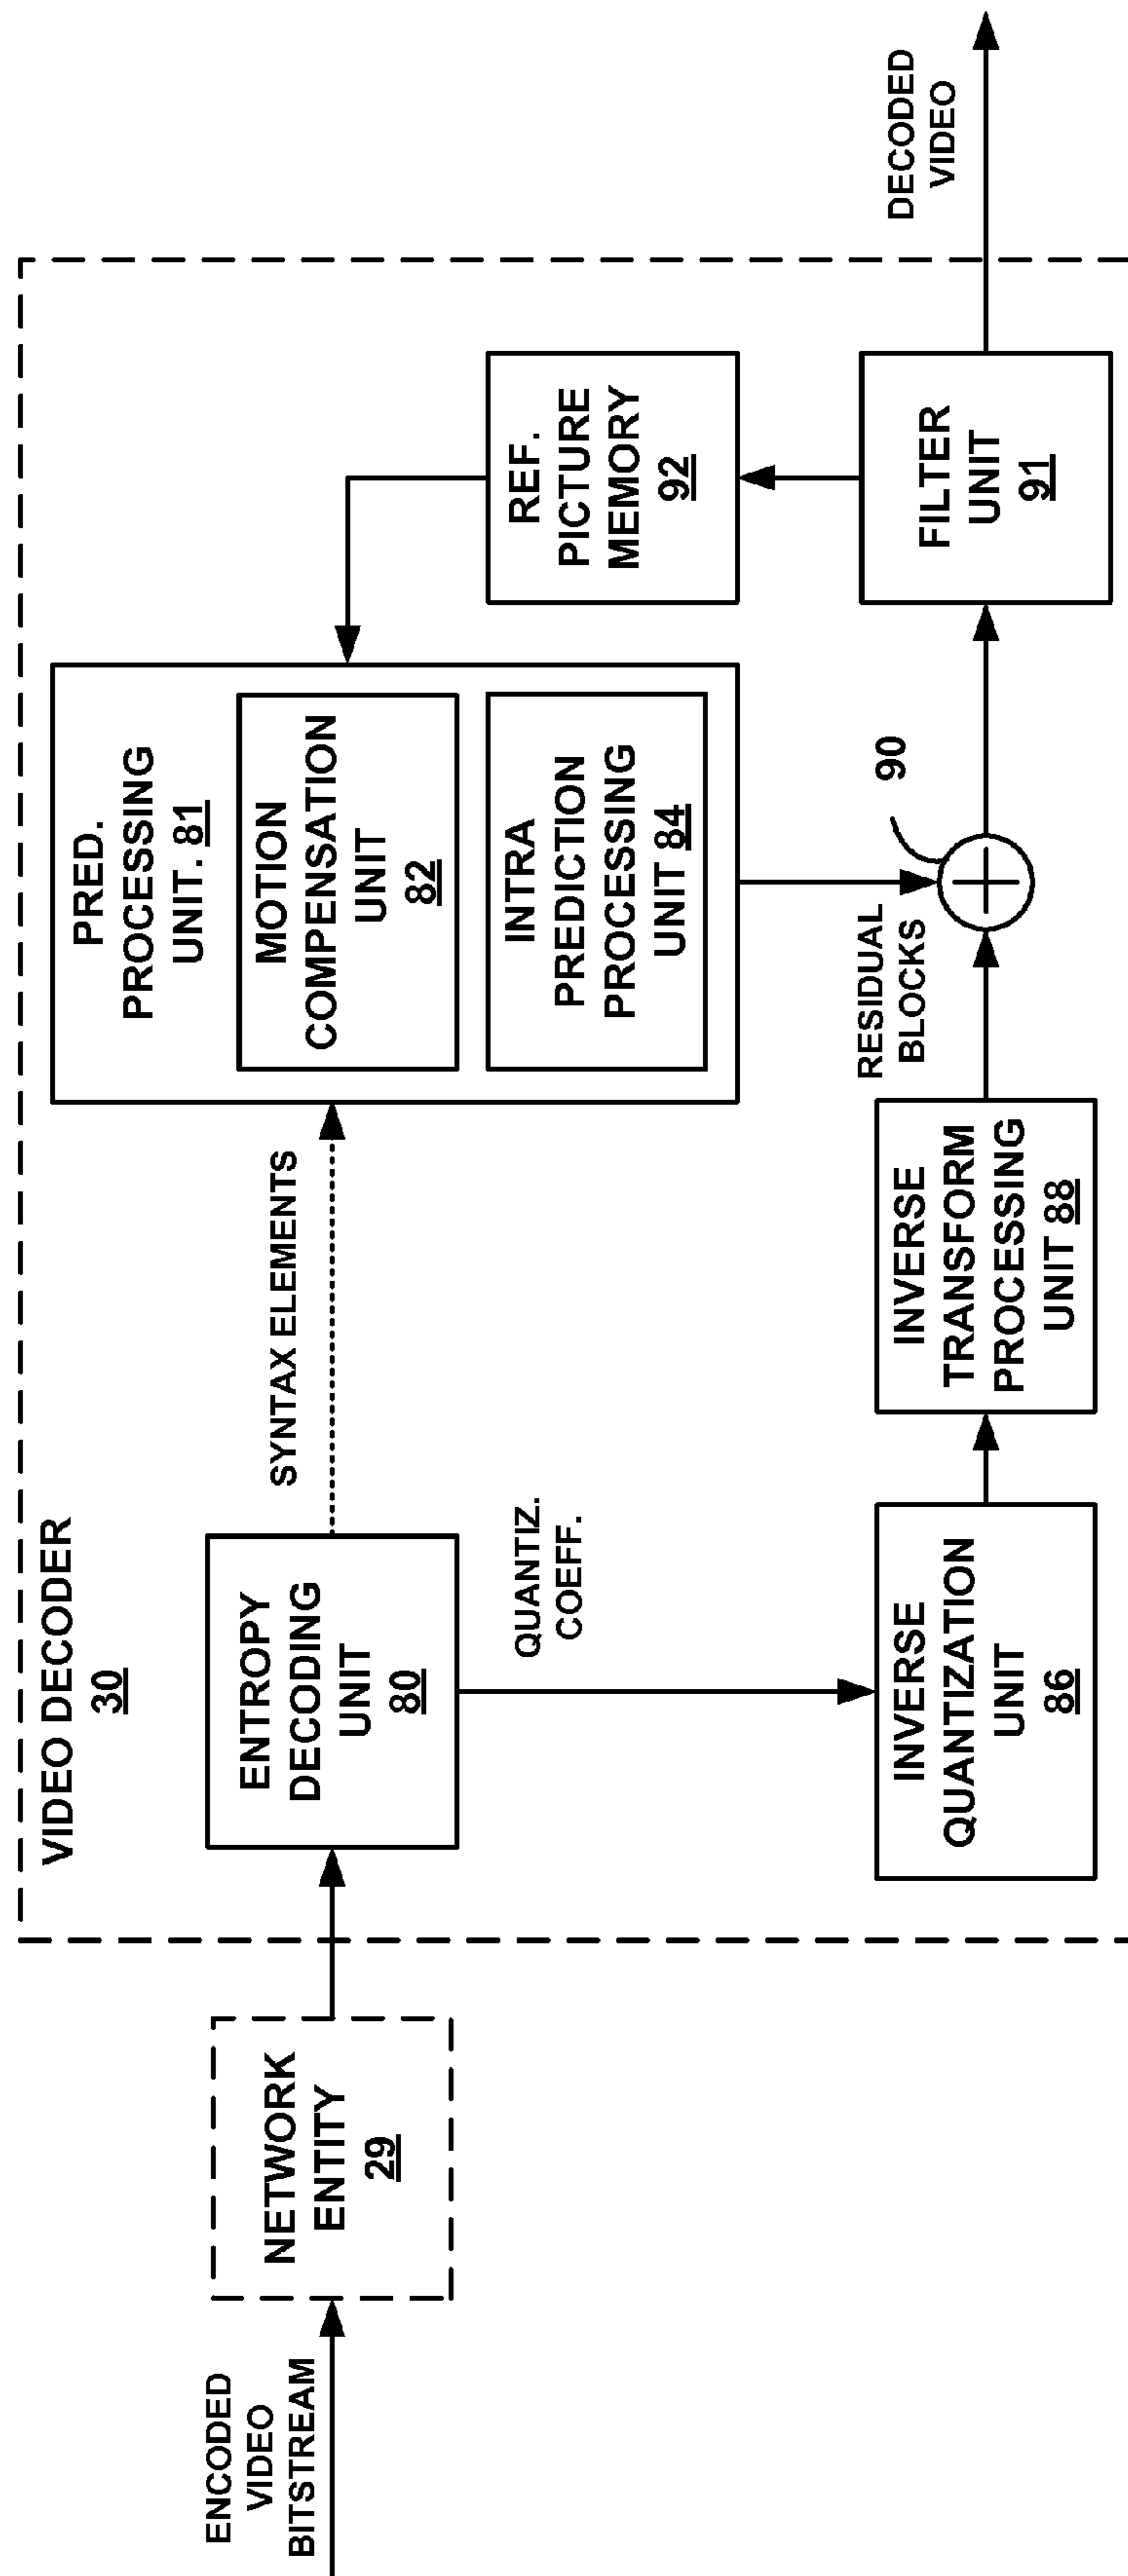 VIDEO DECODER
30
ENCODED
VIDEO
BITSTREAM
NETWORK
ENTITY
29
ENTROPY
DECODING
UNIT
80
SYNTAX ELEMENTS
QUANTIZ.
COEFF.
PRED.
PROCESSING
UNIT. 81
MOTION
COMPENSATION
UNIT
82
INTRA
PREDICTION
PROCESSING
UNIT 84
REF.
PICTURE
MEMORY
92
INVERSE
QUANTIZATION
UNIT
86
INVERSE
TRANSFORM
PROCESSING
UNIT 88
RESIDUAL
BLOCKS
90
FILTER
UNIT
91
DECODED
VIDEO